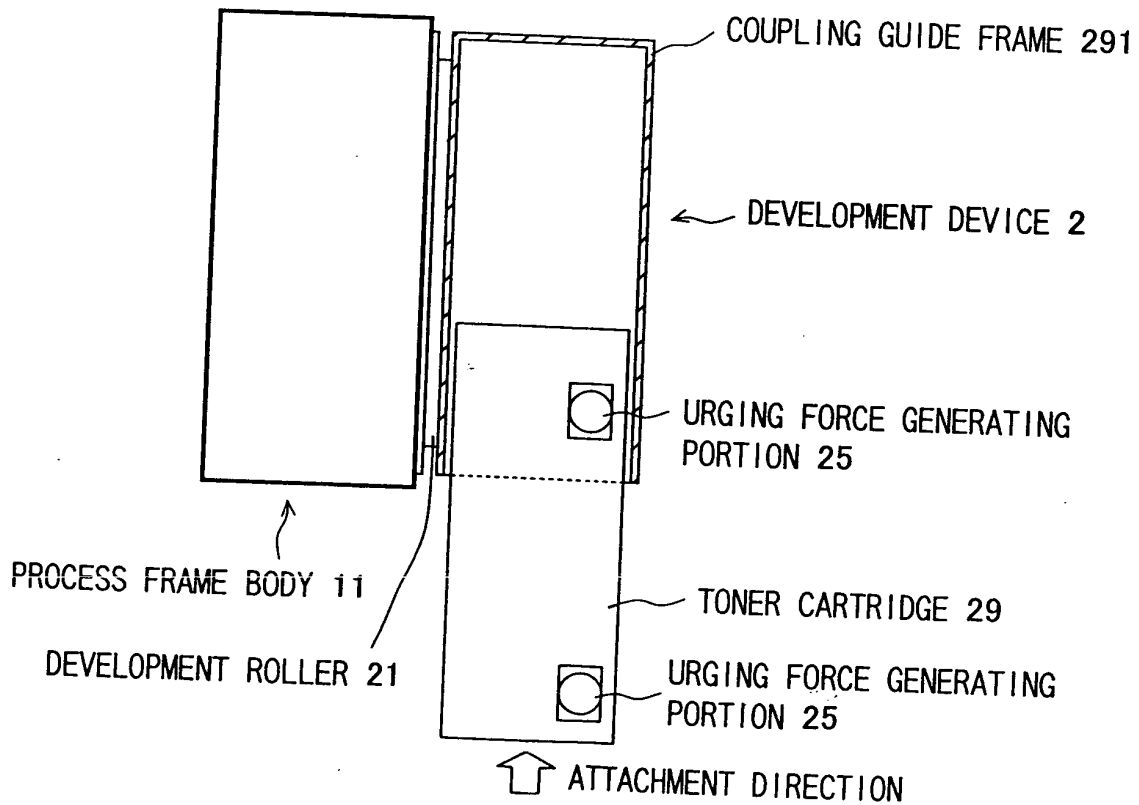 COUPLING GUIDE FRAME 291
DEVELOPMENT DEVICE 2
URGING FORCE GENERATING
PORTION 25
PROCESS FRAME BODY 11
TONER CARTRIDGE 29
DEVELOPMENT ROLLER 21
URGING FORCE GENERATING
PORTION 25
ATTACHMENT DIRECTION